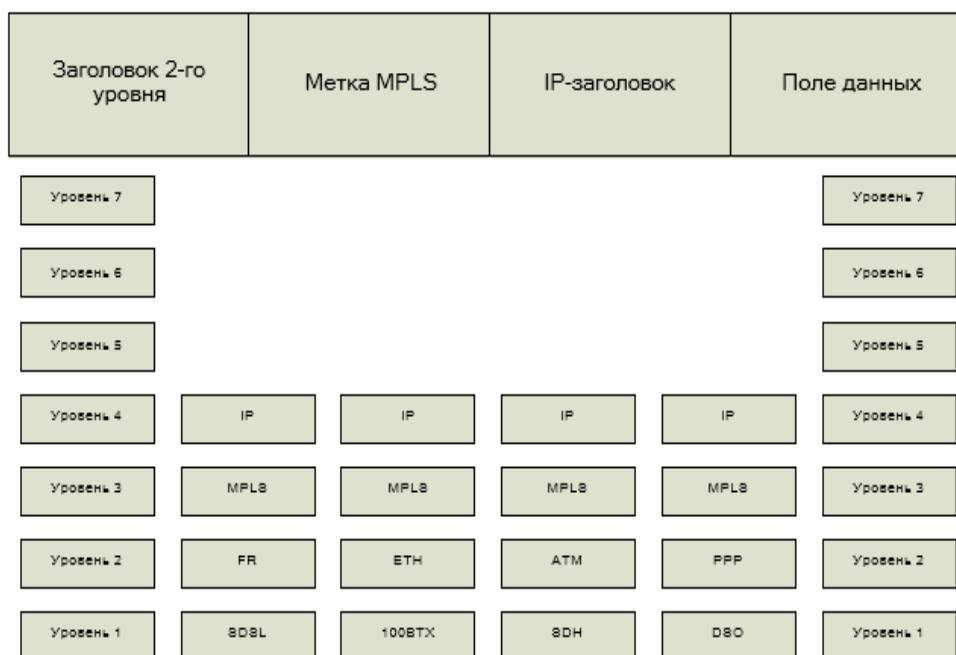 Заголовок 2-го
уровня
Метка MPLS
IP-заголовок
Поле данных
Уровень 7
Уровень 7
Уровень 6
Уровень 6
Уровень 5
Уровень 5
Уровень 4
IP
IP
IP
IP
Уровень 4
Уровень 3
MPLS
MPLS
MPLS
MPLS
Уровень 3
Уровень 2
FR
ETH
ATM
PPP
Уровень 2
Уровень 1
SDSL
100BTX
SDH
DSO
Уровень 1